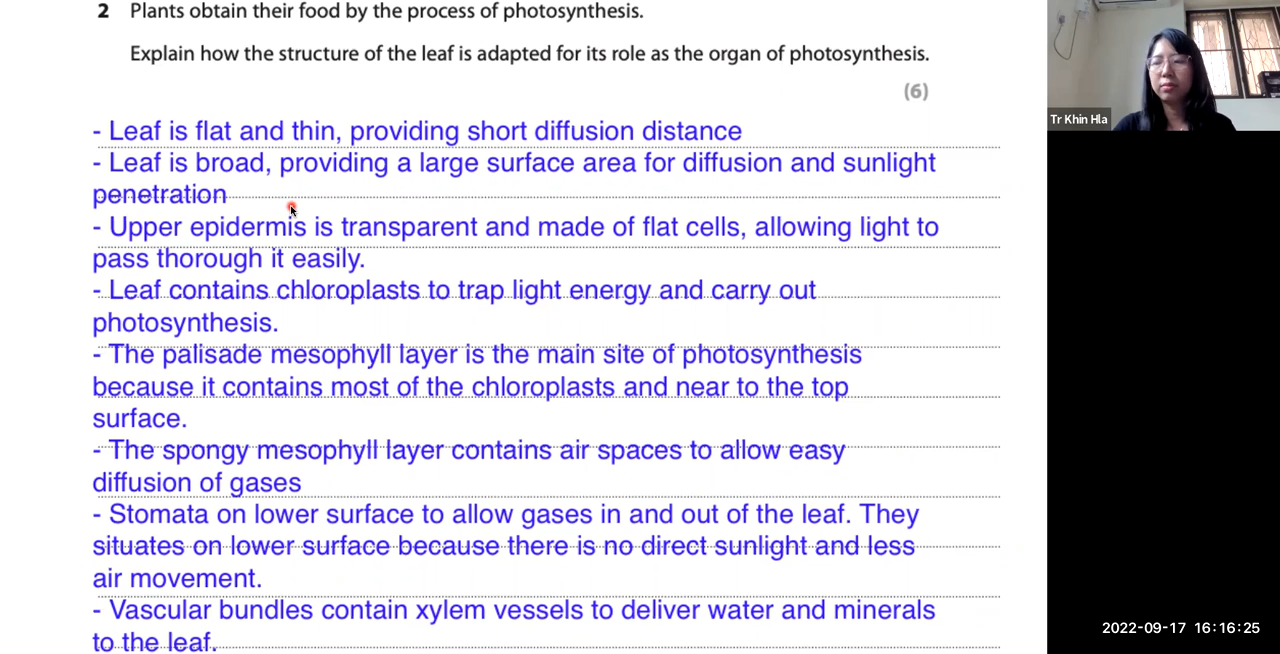 2 Plants obtain their food by the process of photosynthesis.
Explain how the structure of the leaf is adapted for its role as the organ of photosynthesis.
(6)
- Leaf is flat and thin, providing short diffusion distance
- Leaf is broad, providing a large surface area for diffusion and sunlight
penetration
- Upper epidermis is transparent and made of flat cells, allowing light to
pass thorough it easily.
- Leaf contains chloroplasts to trap light energy and carry out
photosynthesis.
- The palisade mesophyll layer is the main site of photosynthesis
because it contains most of the chloroplasts and near to the top
surface.
- The spongy mesophyll layer contains air spaces to allow easy
diffusion of gases
- Stomata on lower surface to allow gases in and out of the leaf. They
situates on lower surface because there is no direct sunlight and less
air movement.
- Vascular bundles contain xylem vessels to deliver water and minerals
to the leaf.
Tr Khin Hla
2022-09-17 16:16:25